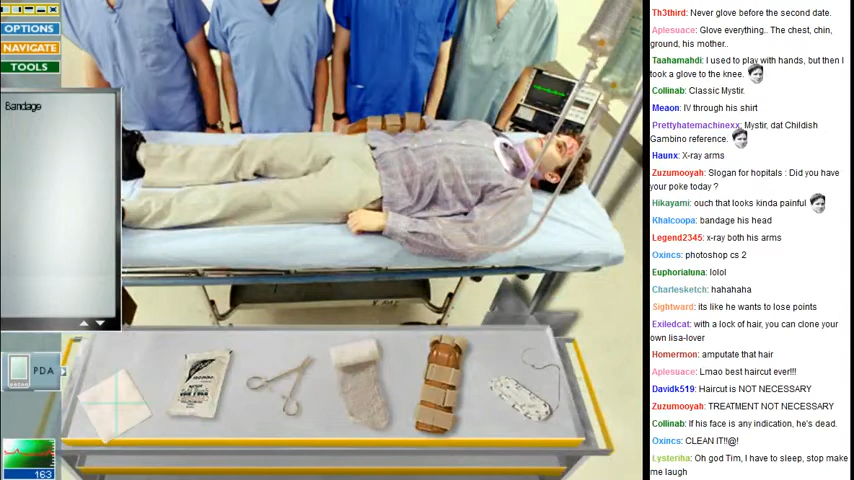 OPTIONS
NAVIGATE
TOOLS
Bandage
PDA
163
Th3third: Never glove before the second date.
Aplesuace: Glove everything.. The chest, chin,
ground, his mother..
Taahamahdi: I used to play with hands, but then I
took a glove to the knee.
Collinab: Classic Mystir.
Meaon: IV through his shirt
Prettyhatemachinexx: Mystir, dat Childish
Gambino reference.
Haunx: X-ray arms
Zuzumooyah: Slogan for hopitals : Did you have
your poke today ?
Hikayami: ouch that looks kinda painful
Khalcoopa: bandage his head
Legend2345: x-ray both his arms
Oxincs: photoshop cs 2
Euphorialuna: lolol
Charlesketch: hahahaha
Sightward: its like he wants to lose points
Exiledcat: with a lock of hair, you can clone your
own lisa-lover
Homermon: amputate that hair
Aplesuace: Lmao best haircut ever!!!
Davidk519: Haircut is NOT NECESSARY
Zuzumooyah: TREATMENT NOT NECESSARY
Collinab: If his face is any indication, he's dead.
Oxincs: CLEAN IT!!@!
Lysteriha: Oh god Tim, I have to sleep, stop make
me laugh